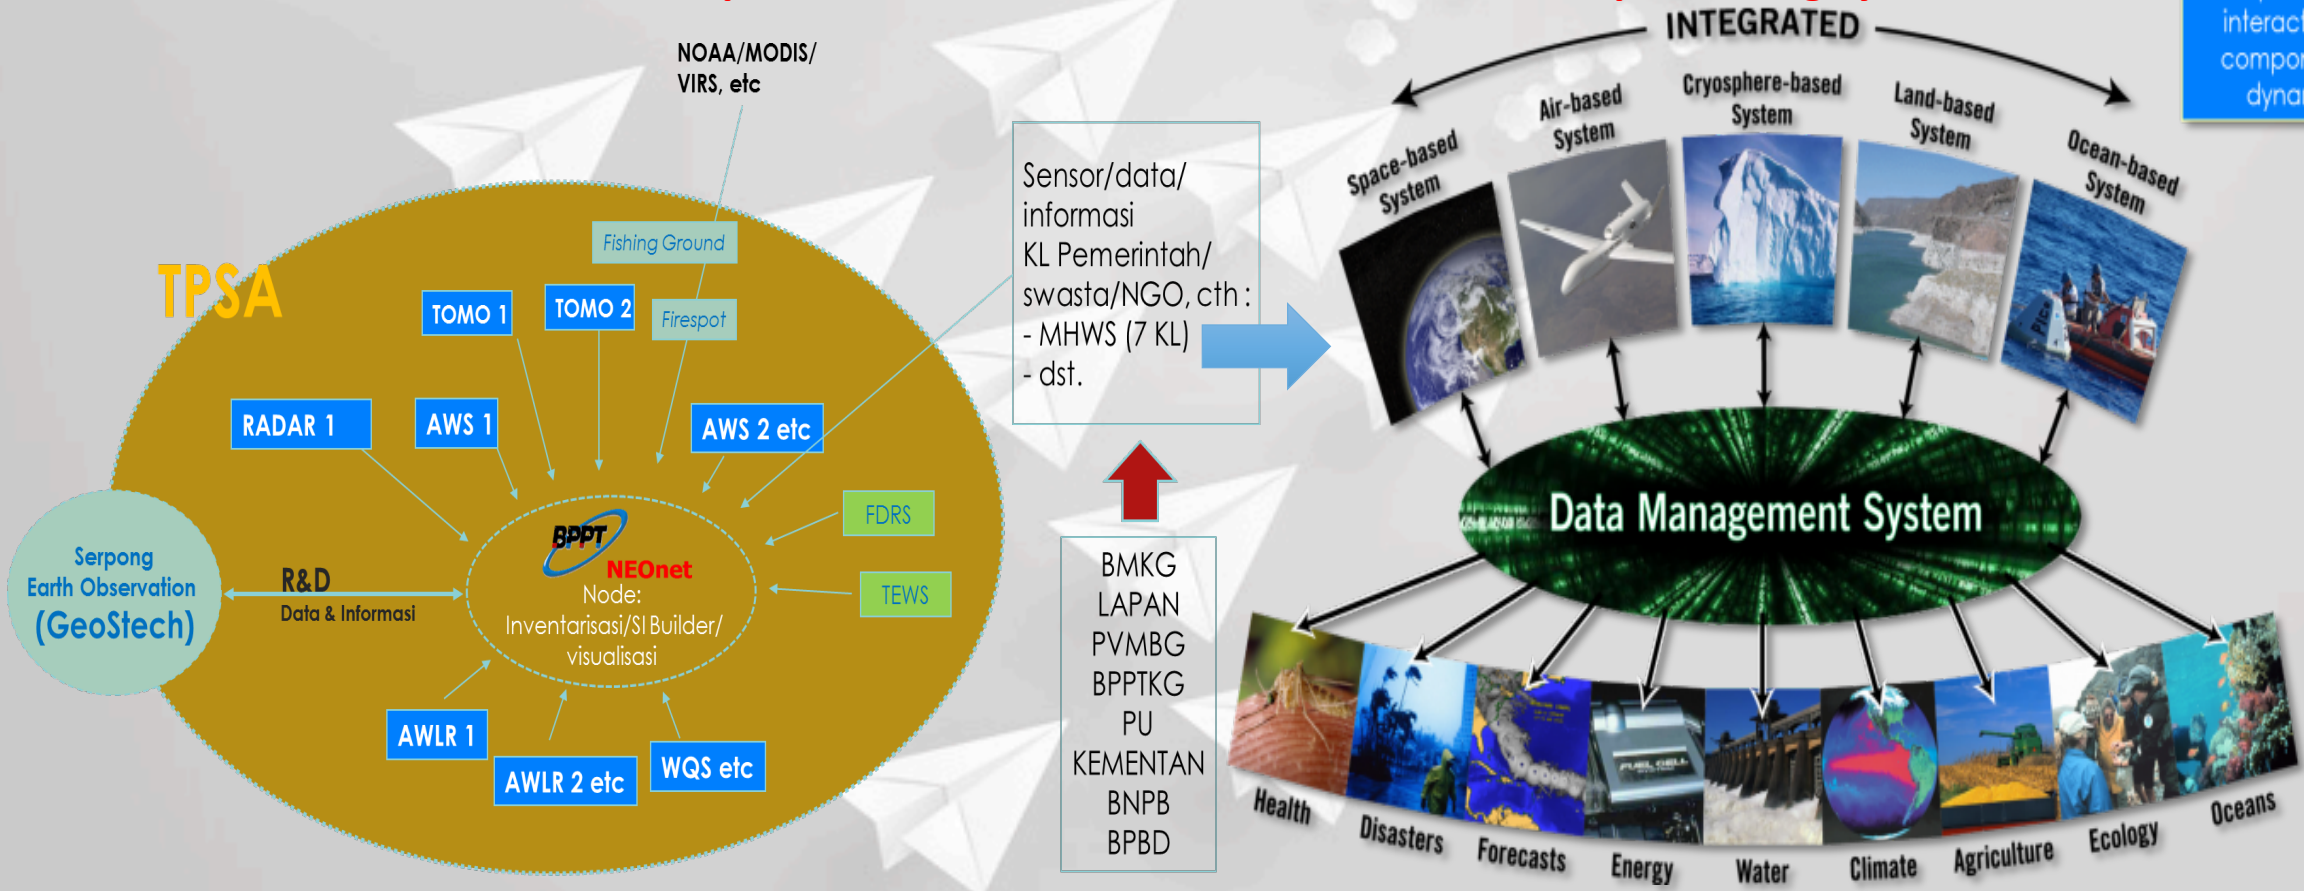 NOAA/MODIS/
VIRS, etc
TPSA
Fishing Ground
TOMO 1
TOMO 2
Firespot
RADAR 1
AWS 1
AWS 2 etc
FDRS
TEWS
BPPT
NEOnet
Node:
Inventarisasi/SI Builder/
visualisasi
Serpong
Earth Observation
(GeoStech)
R&D
Data & Informasi
AWLR 1
AWLR 2 etc
WQS etc
Sensor/data/
informasi
KL Pemerintah/
swasta/NGO, cth :
- MHWS (7 KL)
- dst.
BMKG
LAPAN
PVMBG
BPPTKG
PU
KEMENTAN
BNPB
BPBD
INTEGRATED
Space-based
System
Air-based
System
Cryosphere-based
System
Land-based
System
Ocean-based
System
Data Management System
FUEL CELL
Health
Disasters
Forecasts
Energy
Water
Climate
Agriculture
Ecology
Oceans